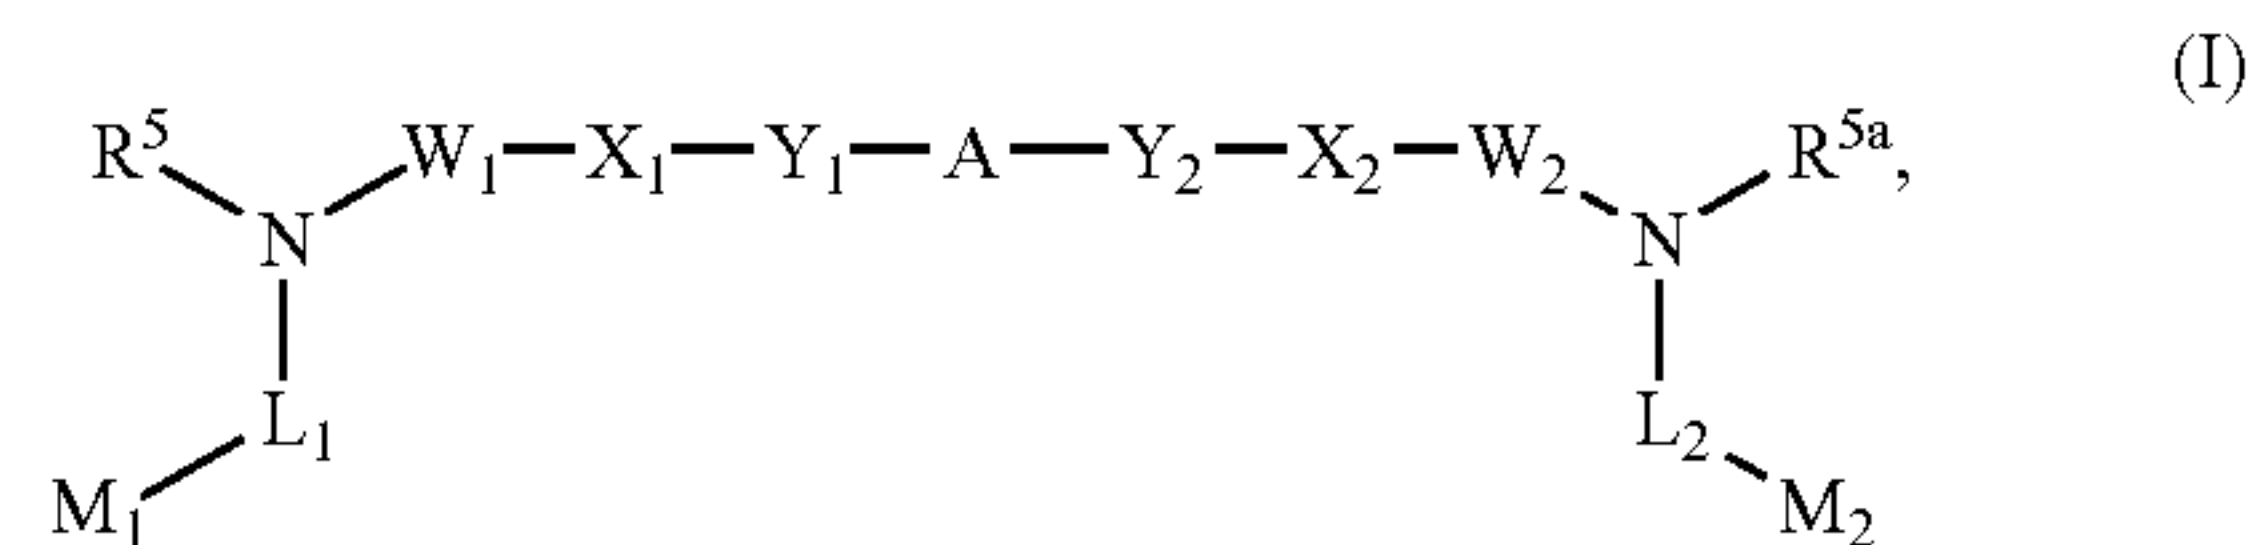 (I)
R⁵ W₁—X₁—Y₁—A—Y₂—X₂—W₂ R⁵ᵃ,
N N
L₁ L₂
M₁ M₂